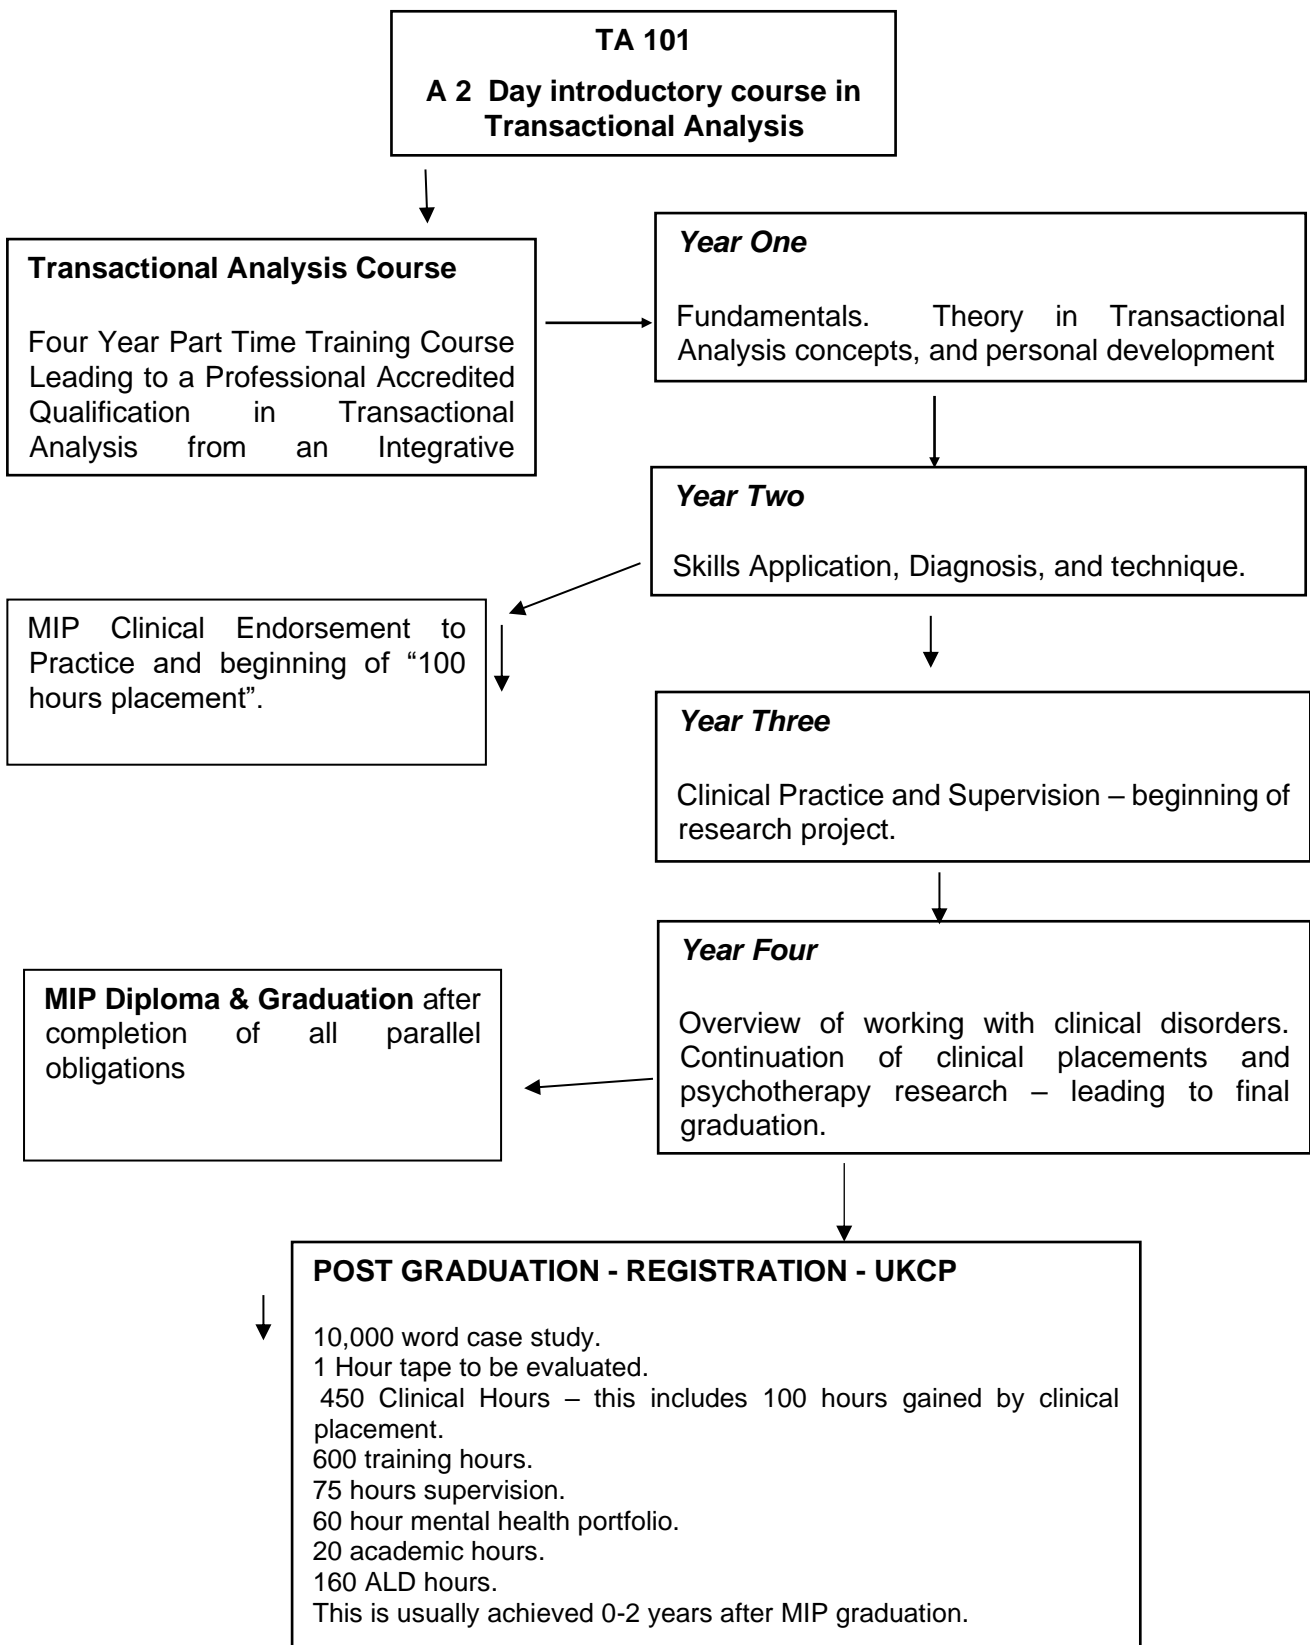 TA 101
A 2 Day introductory course in
Transactional Analysis
Transactional Analysis Course
Four Year Part Time Training Course
Leading to a Professional Accredited
Qualification in Transactional
Analysis from an Integrative
Year One
Fundamentals. Theory in Transactional
Analysis concepts, and personal development
Year Two
Skills Application, Diagnosis, and technique.
MIP Clinical Endorsement to
Practice and beginning of “100
hours placement”.
Year Three
Clinical Practice and Supervision – beginning of
research project.
Year Four
Overview of working with clinical disorders.
Continuation of clinical placements and
psychotherapy research – leading to final
graduation.
MIP Diploma & Graduation after
completion of all parallel
obligations
POST GRADUATION - REGISTRATION - UKCP
10,000 word case study.
1 Hour tape to be evaluated.
450 Clinical Hours – this includes 100 hours gained by clinical
placement.
600 training hours.
75 hours supervision.
60 hour mental health portfolio.
20 academic hours.
160 ALD hours.
This is usually achieved 0-2 years after MIP graduation.